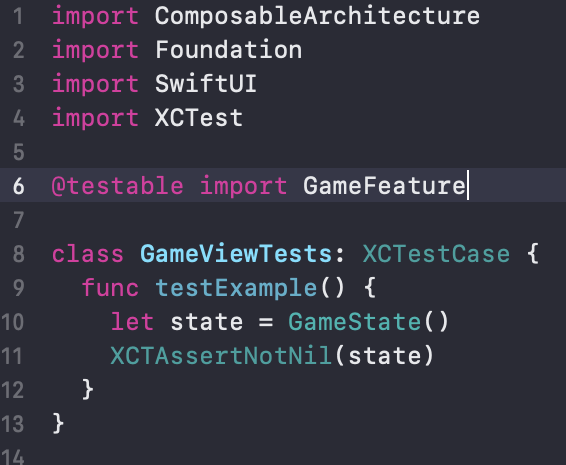 1 import ComposableArchitecture
2 import Foundation
3 import SwiftUI
4 import XCTest
5
6 @testable import GameFeature
7
8 class GameViewTests: XCTestCase {
9   func testExample() {
10     let state = GameState()
11     XCTAssertNotNil(state)
12   }
13 }
14